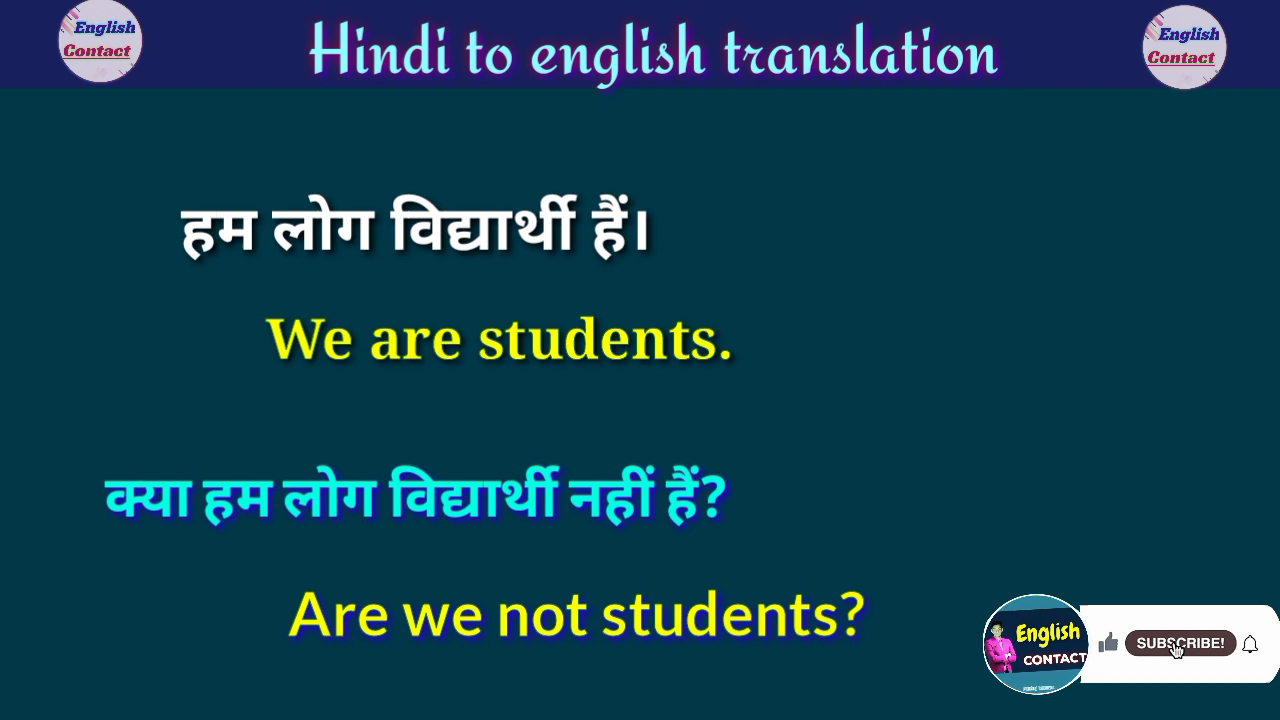 English
Contact
Hindi to english translation
English
Contact
हम लोग विद्यार्थी हैं।
We are students.
क्या हम लोग विद्यार्थी नहीं हैं?
Are we not students?
English
CONTACT
SUBSCRIBE!